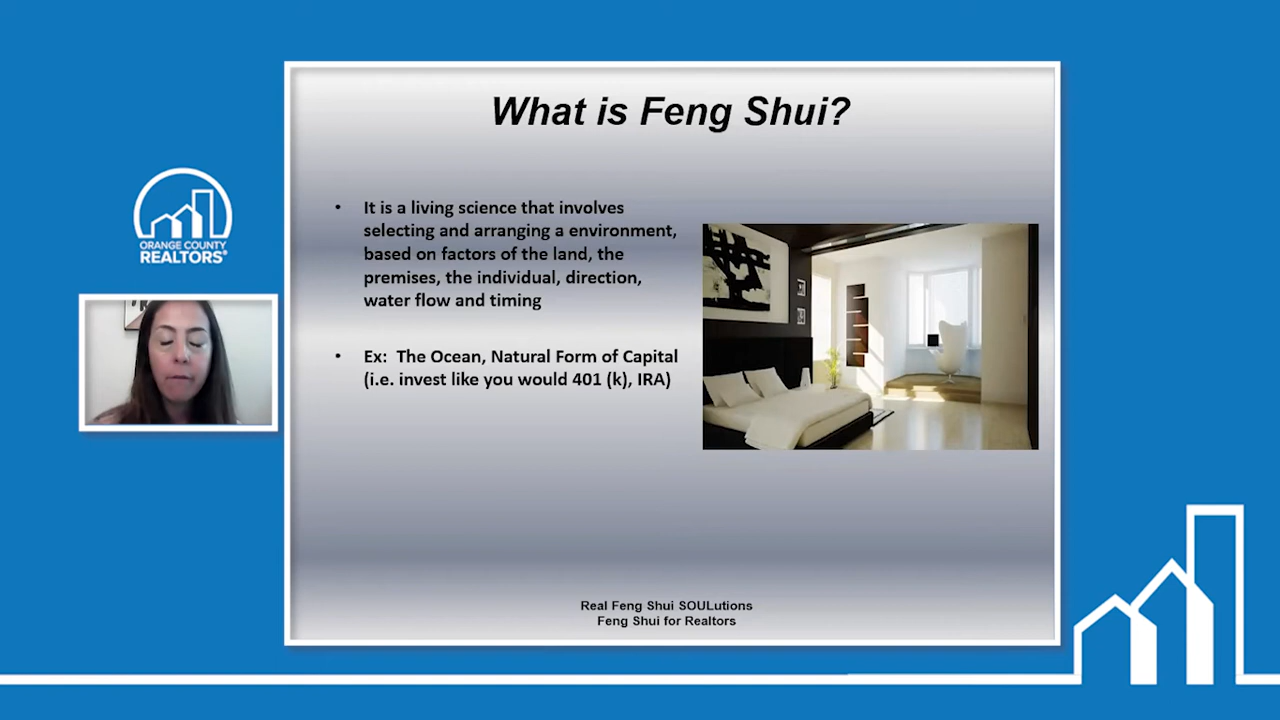 What is Feng Shui?
ORANGE COUNTY
REALTORS®
• It is a living science that involves
selecting and arranging a environment,
based on factors of the land, the
premises, the individual, direction,
water flow and timing
• Ex: The Ocean, Natural Form of Capital
(i.e. invest like you would 401 (k), IRA)
Real Feng Shui SOULutions
Feng Shui for Realtors